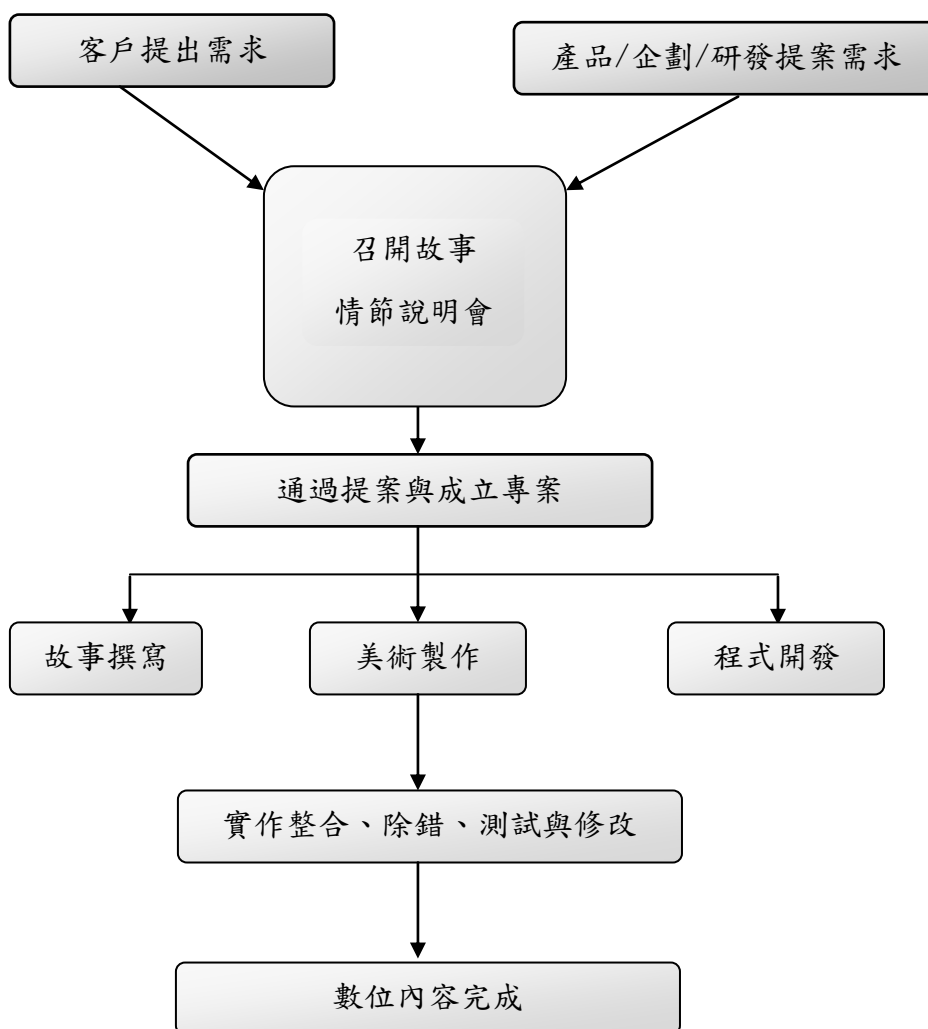 客戶提出需求
產品/企劃/研發提案需求
召開故事
情節說明會
通過提案與成立專案
故事撰寫
美術製作
程式開發
實作整合、除錯、測試與修改
數位內容完成